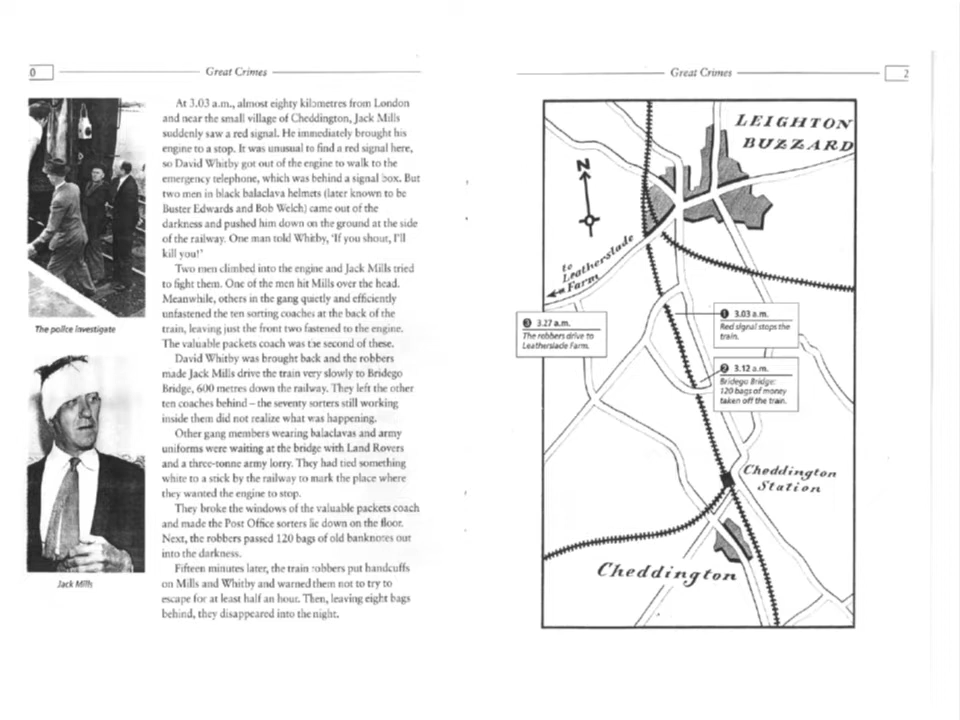 0
Great Crimes
At 3.03 a.m., almost eighty kilometres from London
and near the small village of Cheddington, Jack Mills
suddenly saw a red signal. He immediately brought his
engine to a stop. It was unusual to find a red signal here,
so David Whitby got out of the engine to walk to the
emergency telephone, which was behind a signal box. But
two men in black balaclava helmets (later known to be
Buster Edwards and Bob Welch) came out of the
darkness and pushed him down on the ground at the side
of the railway. One man told Whitby, 'If you shout, I'll
kill you!'
Two men climbed into the engine and Jack Mills tried
to fight them. One of the men hit Mills over the head.
Meanwhile, others in the gang quietly and efficiently
unfastened the ten sorting coaches at the back of the
train, leaving just the front two fastened to the engine.
The valuable packets coach was the second of these.
David Whitby was brought back and the robbers
made Jack Mills drive the train very slowly to Bridego
Bridge, 600 metres down the railway. They left the other
ten coaches behind – the seventy sorters still working
inside them did not realize what was happening.
Other gang members wearing balaclavas and army
uniforms were waiting at the bridge with Land Rovers
and a three-tonne army lorry. They had tied something
white to a stick by the railway to mark the place where
they wanted the engine to stop.
They broke the windows of the valuable packets coach
and made the Post Office sorters lie down on the floor.
Next, the robbers passed 120 bags of old banknotes out
into the darkness.
Fifteen minutes later, the train robbers put handcuffs
on Mills and Whitby and warned them not to try to
escape for at least half an hour. Then, leaving eight bags
behind, they disappeared into the night.
The police investigate
Jack Mills
Great Crimes
2
LEIGHTON
BUZZARD
N
to
Leatherslade
Farm
1 3.03 a.m.
Red signal stops the
train.
3 3.27 a.m.
The robbers drive to
Leatherslade Farm.
2 3.12 a.m.
Bridego Bridge:
120 bags of money
taken off the train.
Cheddington
Station
Cheddington